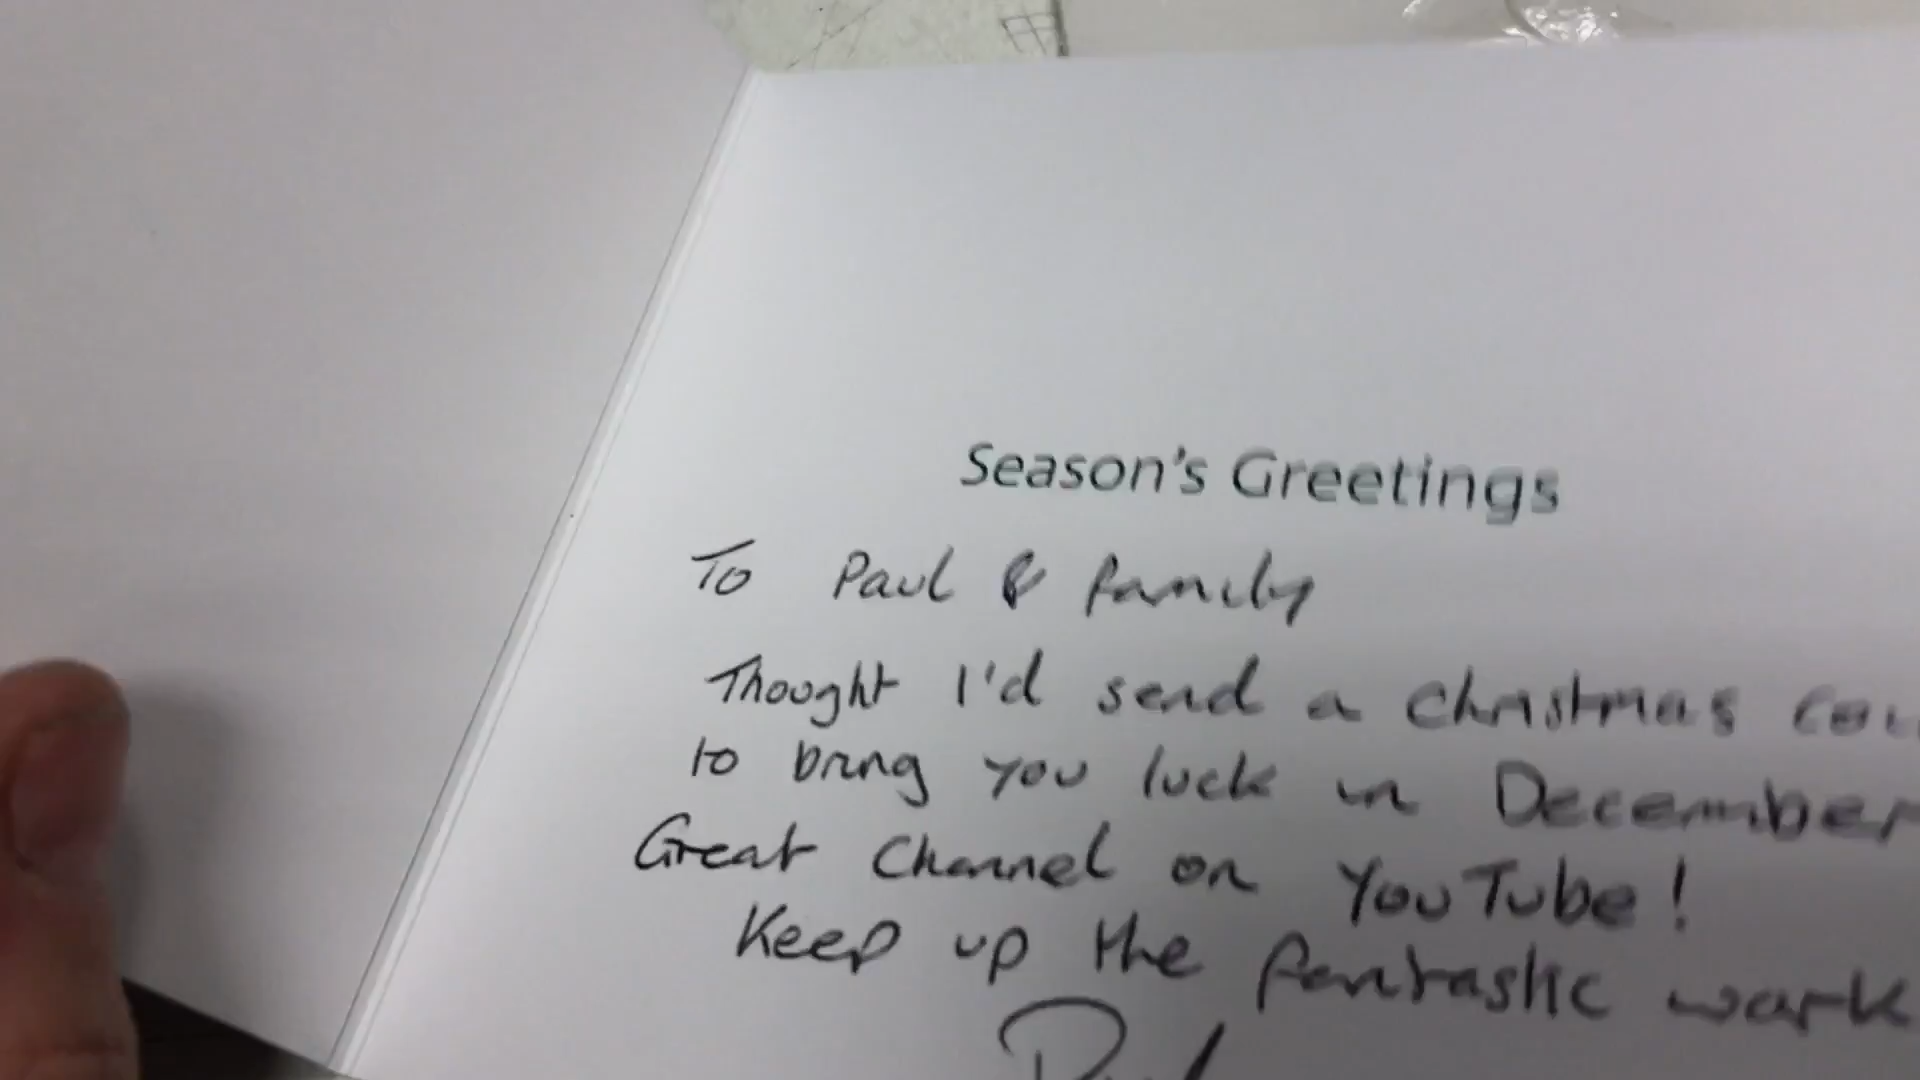 Season's Greetings
To Paul & family
Thought I'd send a Christmas
to bring you luck in December
Great Channel on YouTube!
Keep up the fantastic work